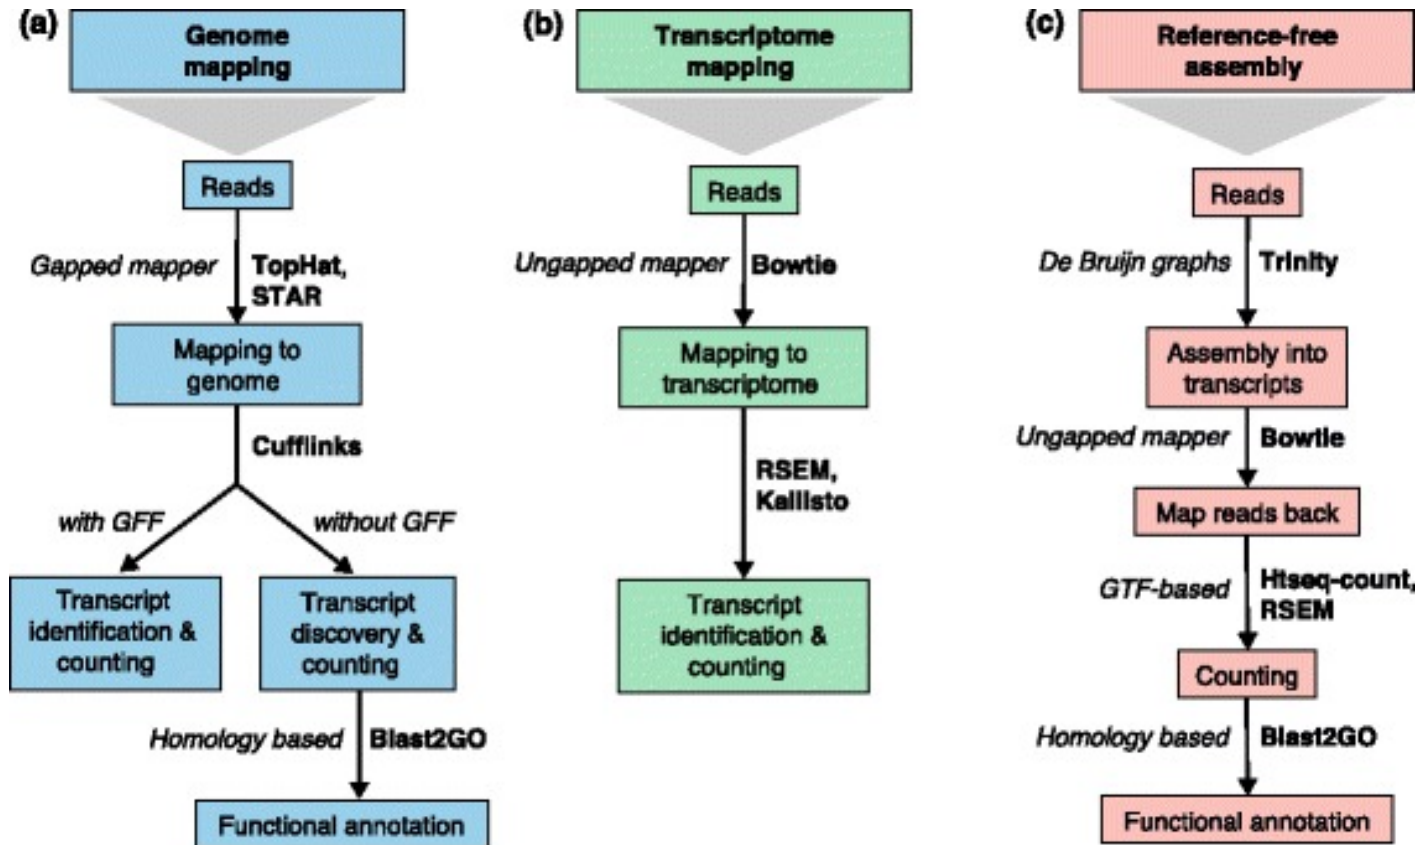 (a)
Genome
mapping
Reads
Gapped mapper
TopHat,
STAR
Mapping to
genome
Cufflinks
with GFF
without GFF
Transcript
identification &
counting
Transcript
discovery &
counting
Homology based
Blast2GO
Functional annotation
(b)
Transcriptome
mapping
Reads
Ungapped mapper
Bowtie
Mapping to
transcriptome
RSEM,
Kallisto
Transcript
identification &
counting
(c)
Reference-free
assembly
Reads
De Bruijn graphs
Trinity
Assembly into
transcripts
Ungapped mapper
Bowtie
Map reads back
GTF-based
Htseq-count,
RSEM
Counting
Homology based
Blast2GO
Functional annotation